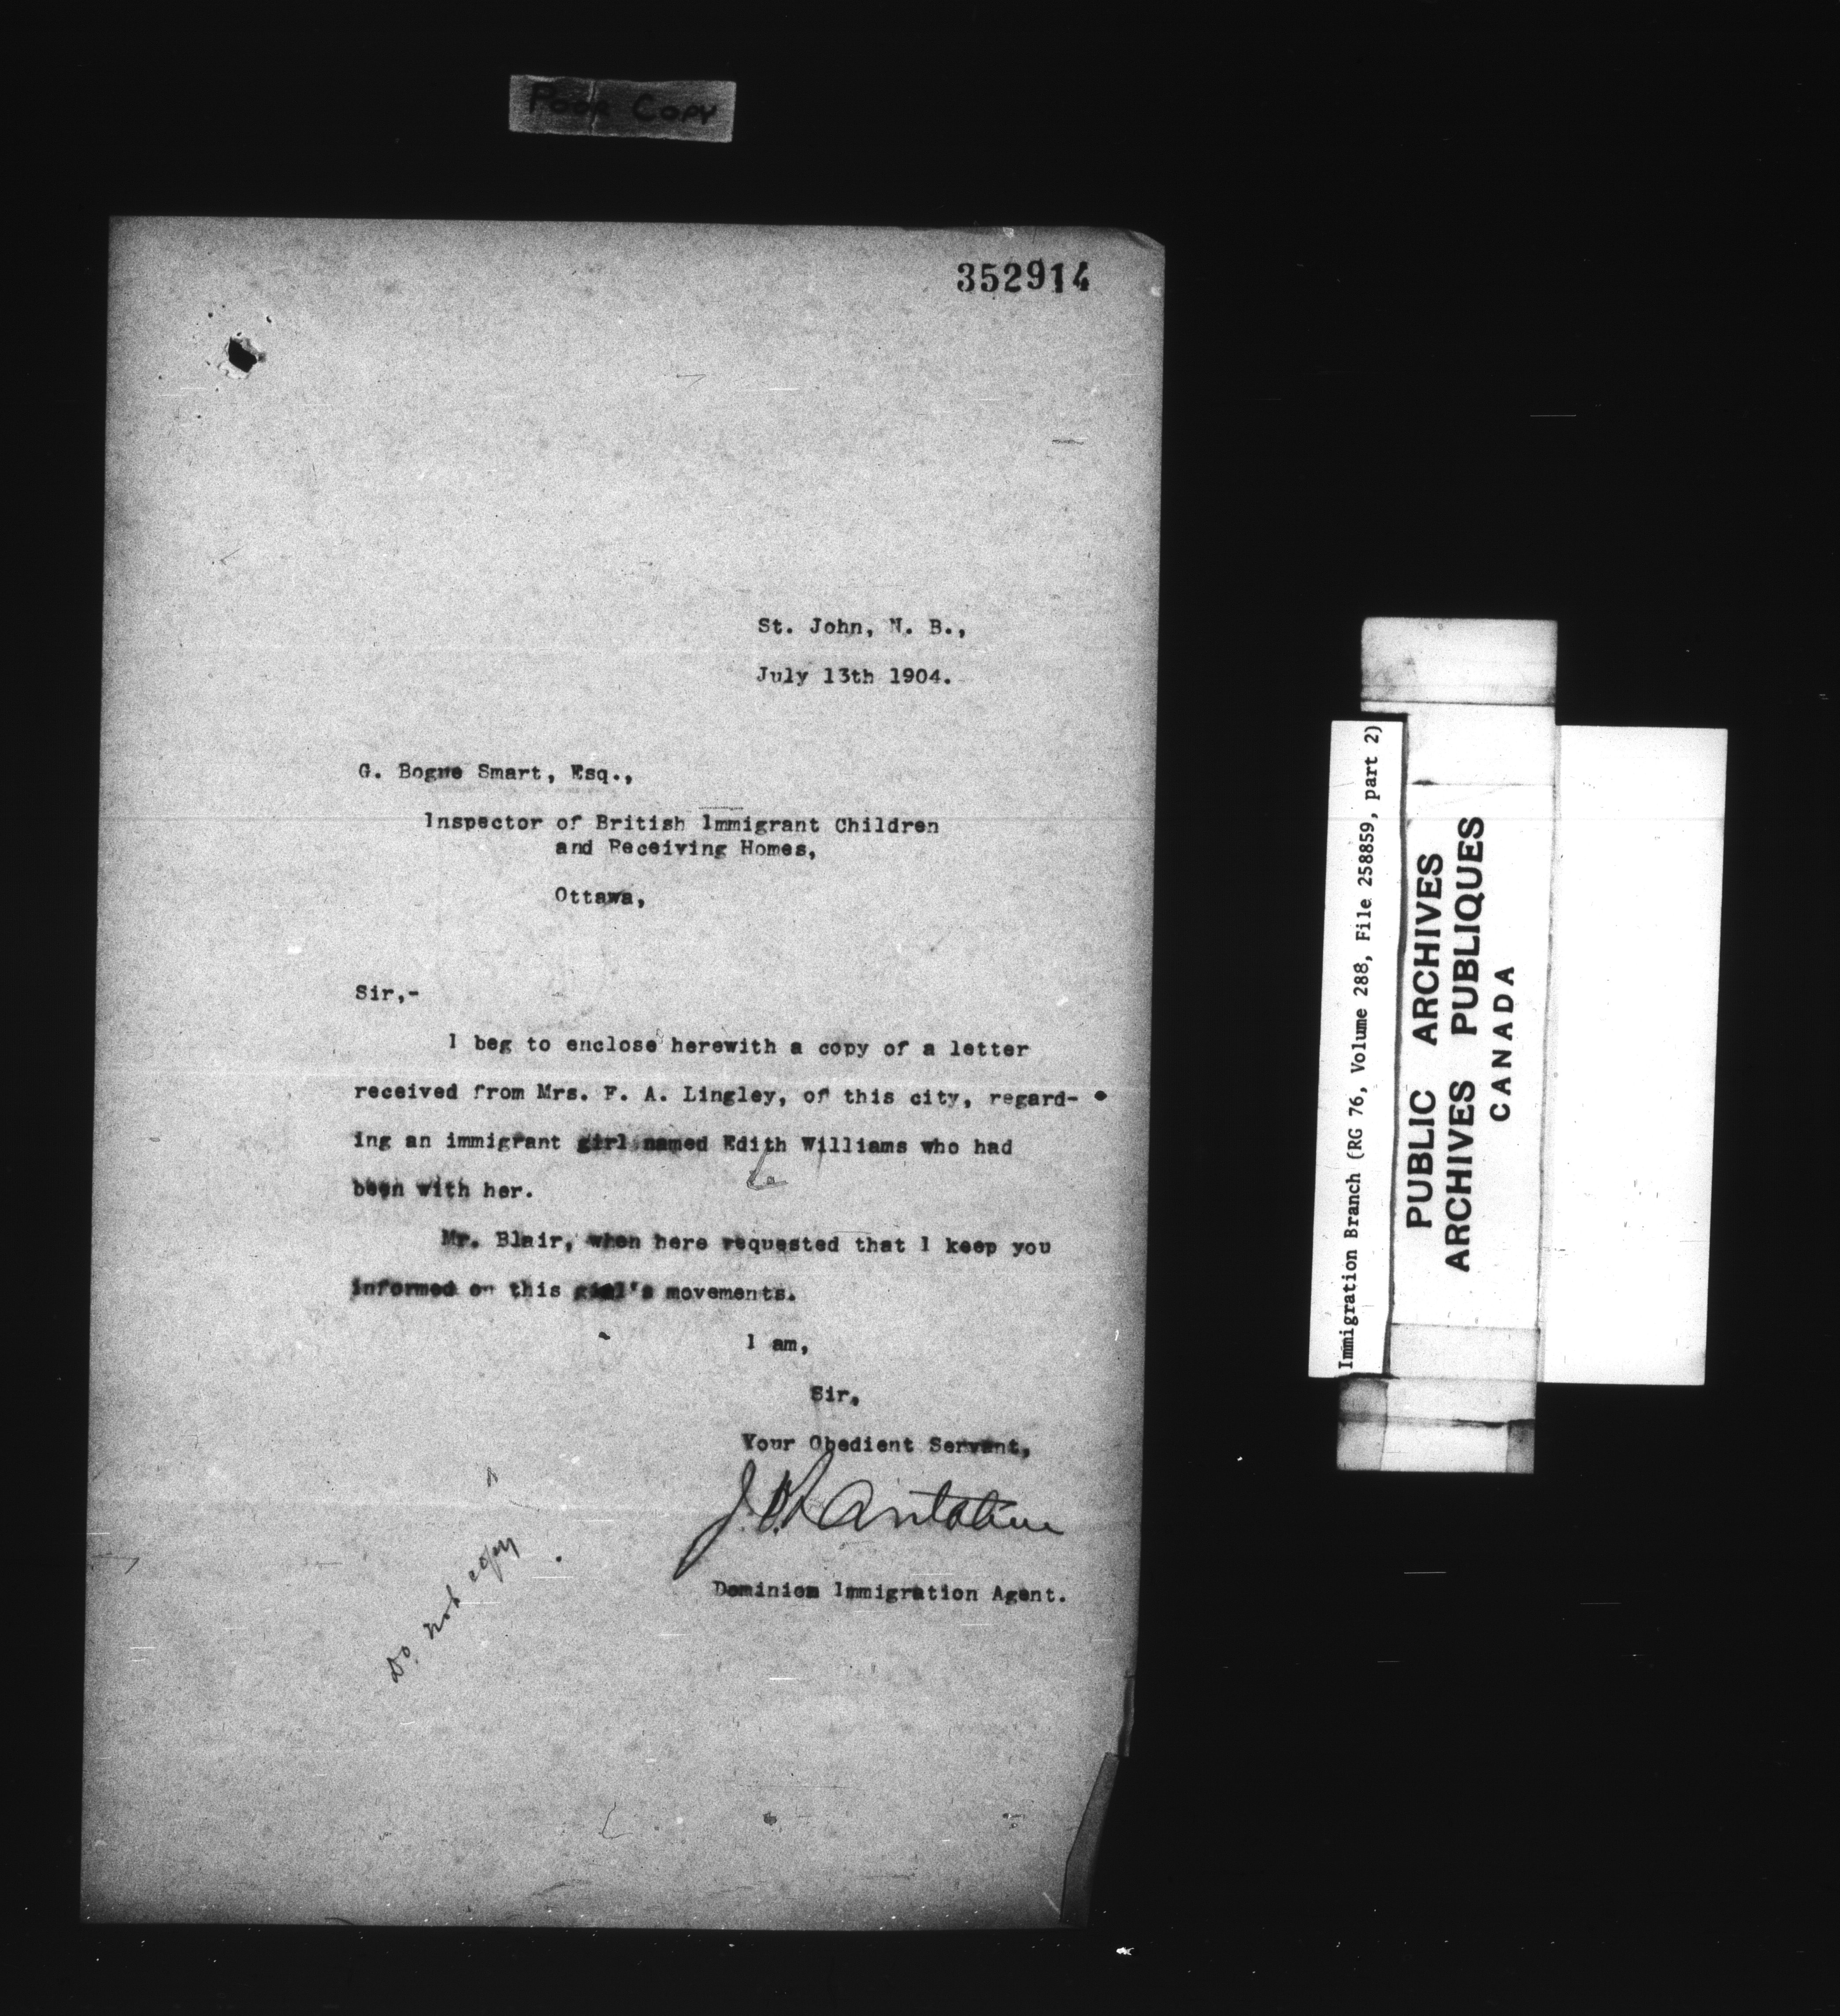 Poor Copy
352914
St. John, N. B.,
July 13th 1904.
G. Bogue Smart, Esq.,
Inspector of British Immigrant Children
and Receiving Homes,
Ottawa,
Sir,-
I beg to enclose herewith a copy of a letter
received from Mrs. F. A. Lingley, of this city, regard-
ing an immigrant girl named Edith Williams who had
been with her.
Mr. Blair, when here requested that I keep you
informed on this girl's movements.
I am,
Sir,
Your Obedient Servant,
J. V. Lantalum
Dominion Immigration Agent.
Do not copy
Immigration Branch (RG 76, Volume 288, File 258859, part 2)
PUBLIC ARCHIVES
ARCHIVES PUBLIQUES
CANADA